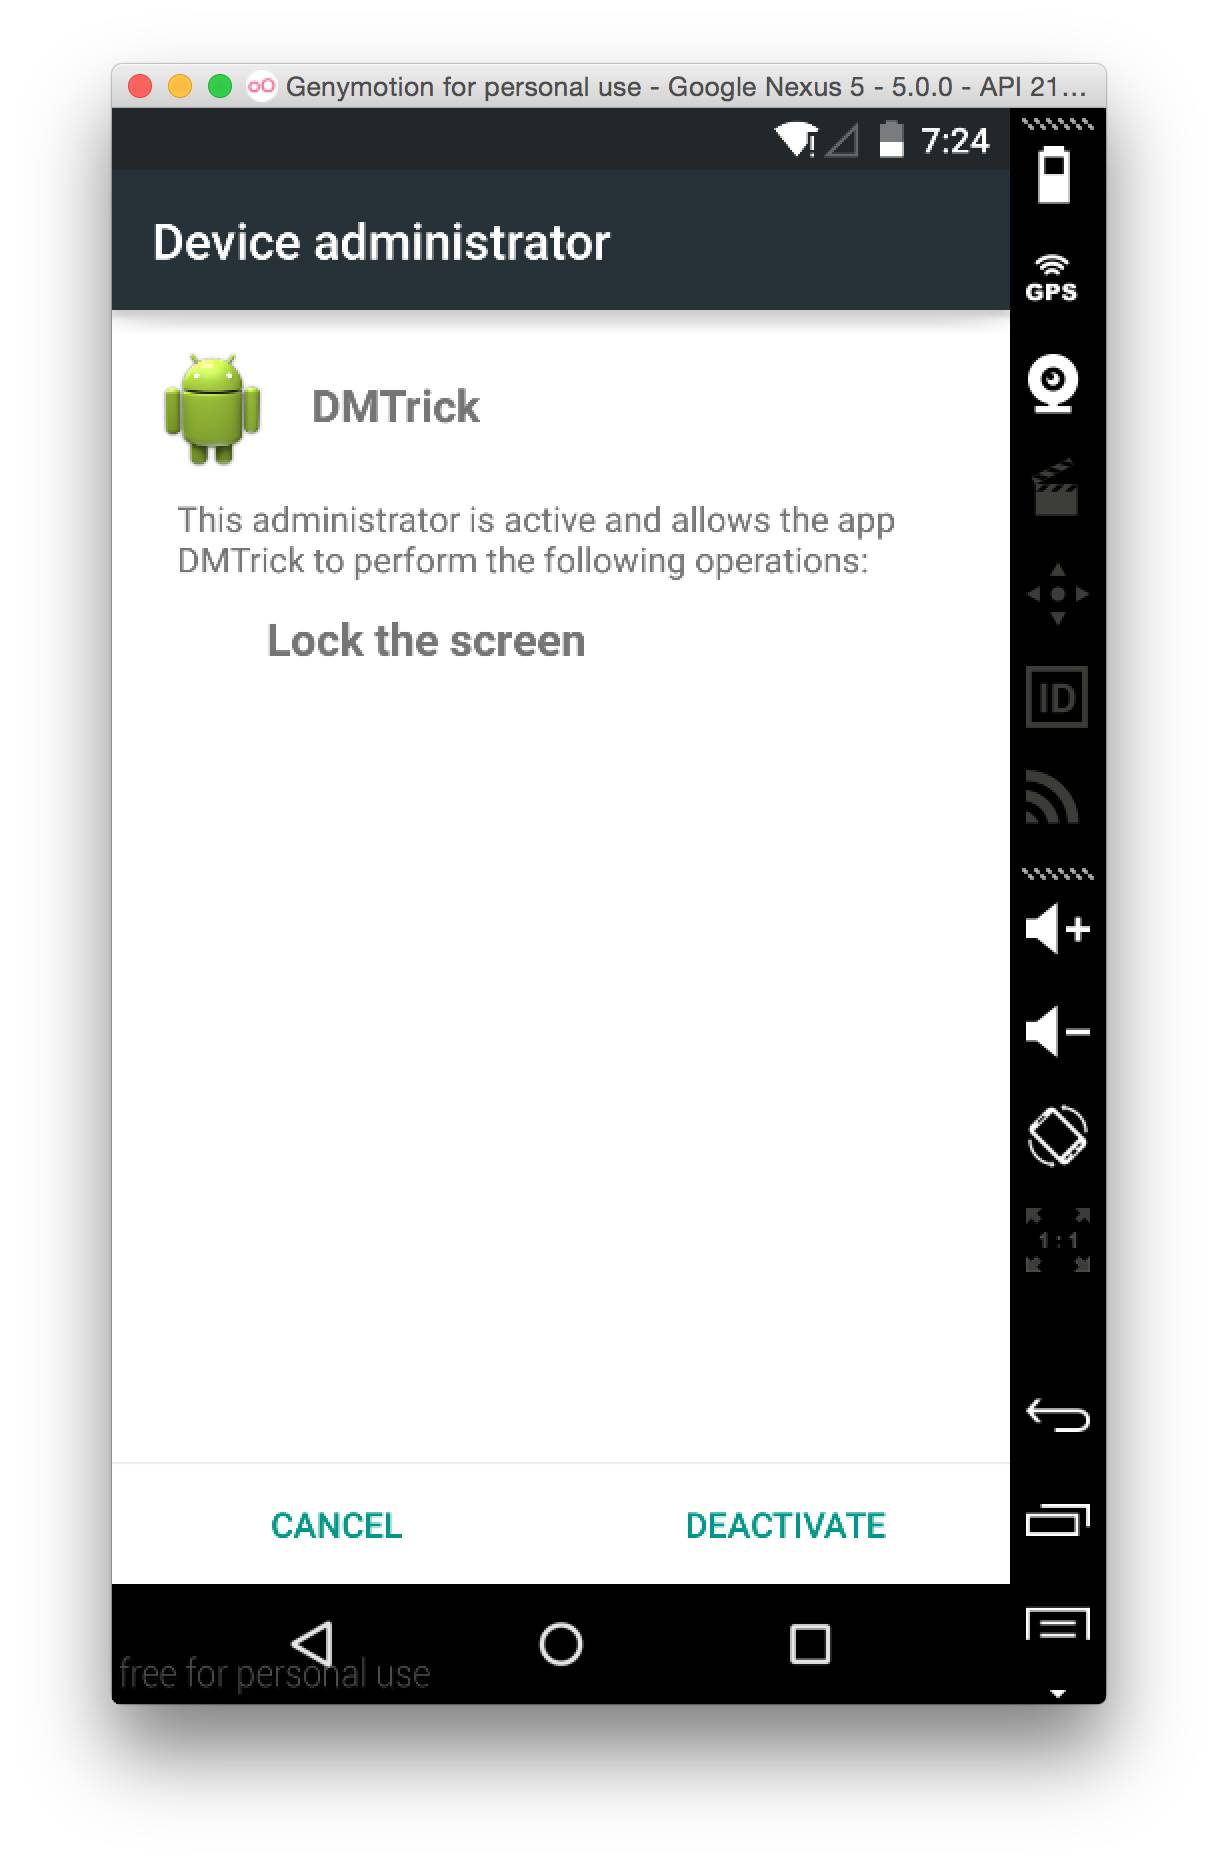 Genymotion for personal use - Google Nexus 5 - 5.0.0 - API 21...
7:24
Device administrator
GPS
DMTrick
This administrator is active and allows the app
DMTrick to perform the following operations:
Lock the screen
ID
1:1
CANCEL
DEACTIVATE
free for personal use